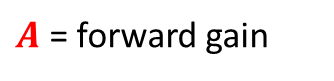 A = forward gain